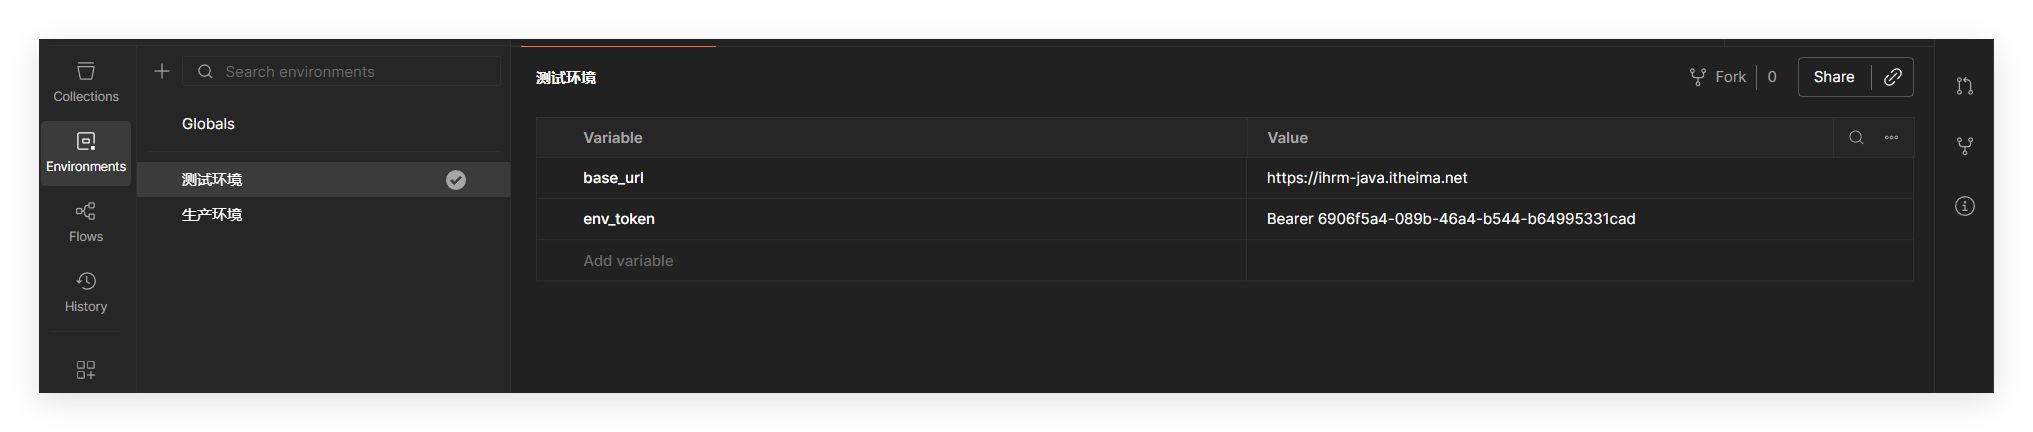 Collections
Environments
Flows
History
Search environments
Globals
测试环境
生产环境
测试环境
Fork 0
Share
Variable Value
base_url https://ihrm-java.itheima.net
env_token Bearer 6906f5a4-089b-46a4-b544-b64995331cad
Add variable